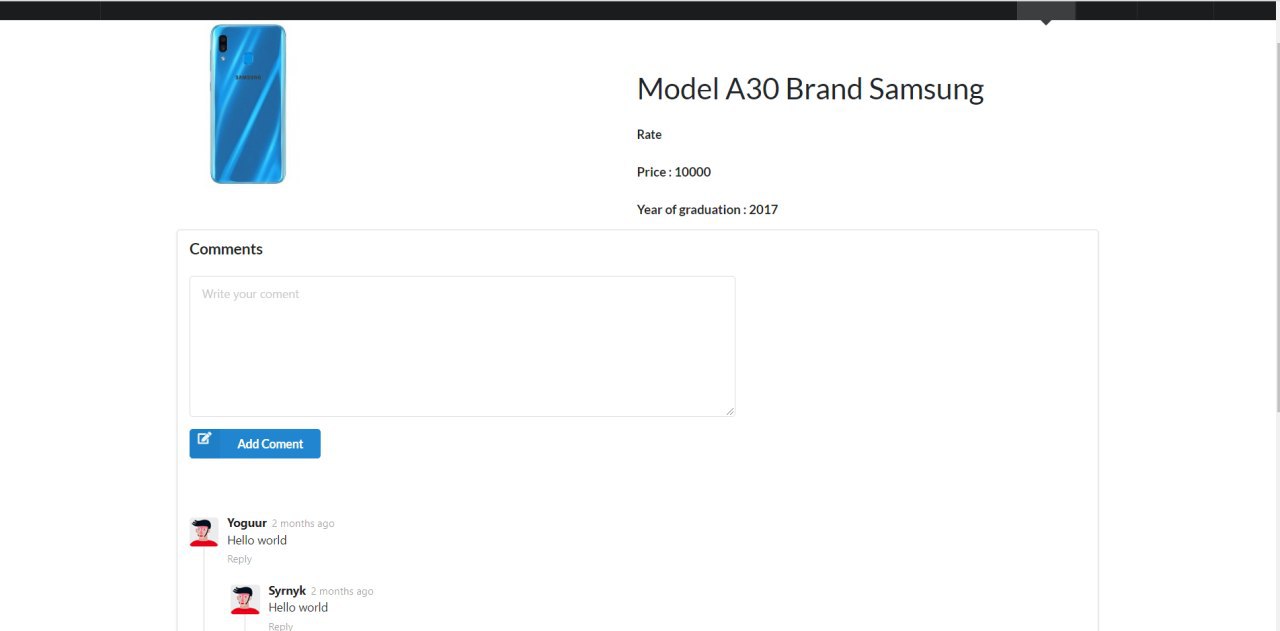 SAMSUNG
Model A30 Brand Samsung
Rate
Price : 10000
Year of graduation : 2017
Comments
Write your coment
Add Coment
Yoguur 2 months ago
Hello world
Reply
Syrnyk 2 months ago
Hello world
Reply